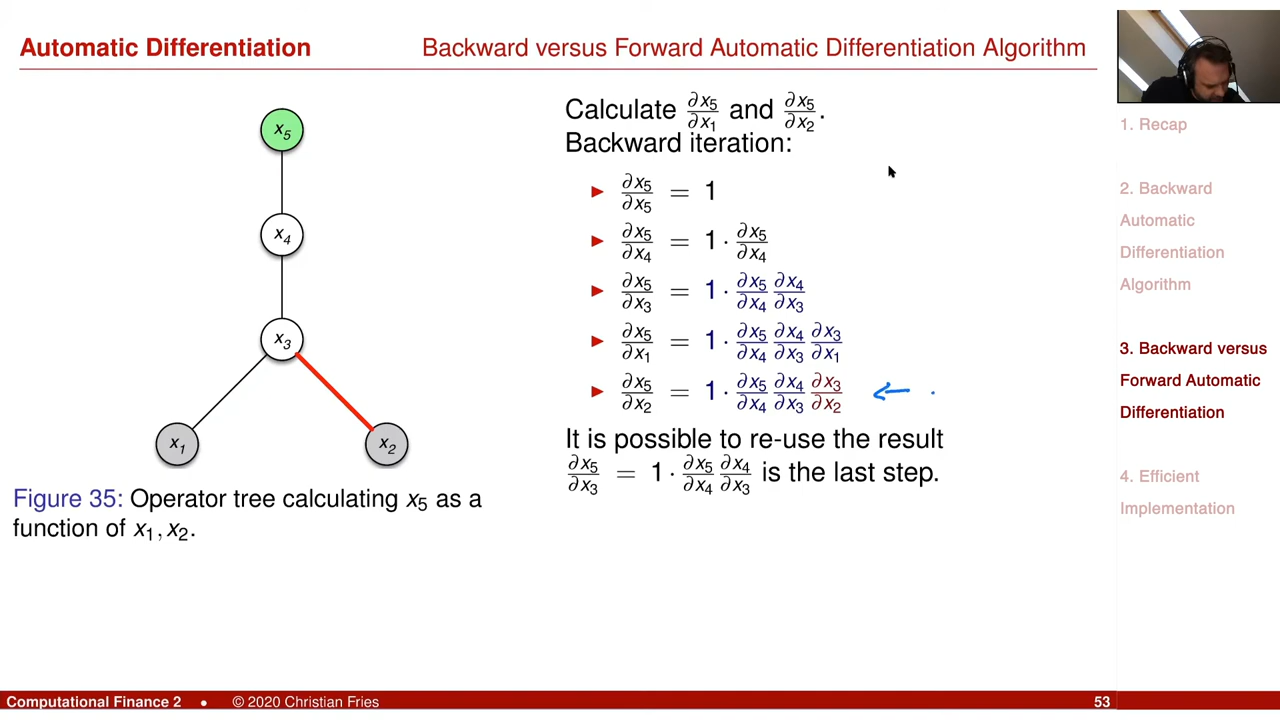 Automatic Differentiation
Backward versus Forward Automatic Differentiation Algorithm
x5
x4
x3
x1
x2
Figure 35: Operator tree calculating x5 as a
function of x1, x2.
Calculate ∂x5/∂x1 and ∂x5/∂x2.
Backward iteration:
▶ ∂x5/∂x5 = 1
▶ ∂x5/∂x4 = 1 · ∂x5/∂x4
▶ ∂x5/∂x3 = 1 · ∂x5/∂x4 ∂x4/∂x3
▶ ∂x5/∂x1 = 1 · ∂x5/∂x4 ∂x4/∂x3 ∂x3/∂x1
▶ ∂x5/∂x2 = 1 · ∂x5/∂x4 ∂x4/∂x3 ∂x3/∂x2
It is possible to re-use the result
∂x5/∂x3 = 1 · ∂x5/∂x4 ∂x4/∂x3 is the last step.
1. Recap
2. Backward
Automatic
Differentiation
Algorithm
3. Backward versus
Forward Automatic
Differentiation
4. Efficient
Implementation
Computational Finance 2 • © 2020 Christian Fries
53